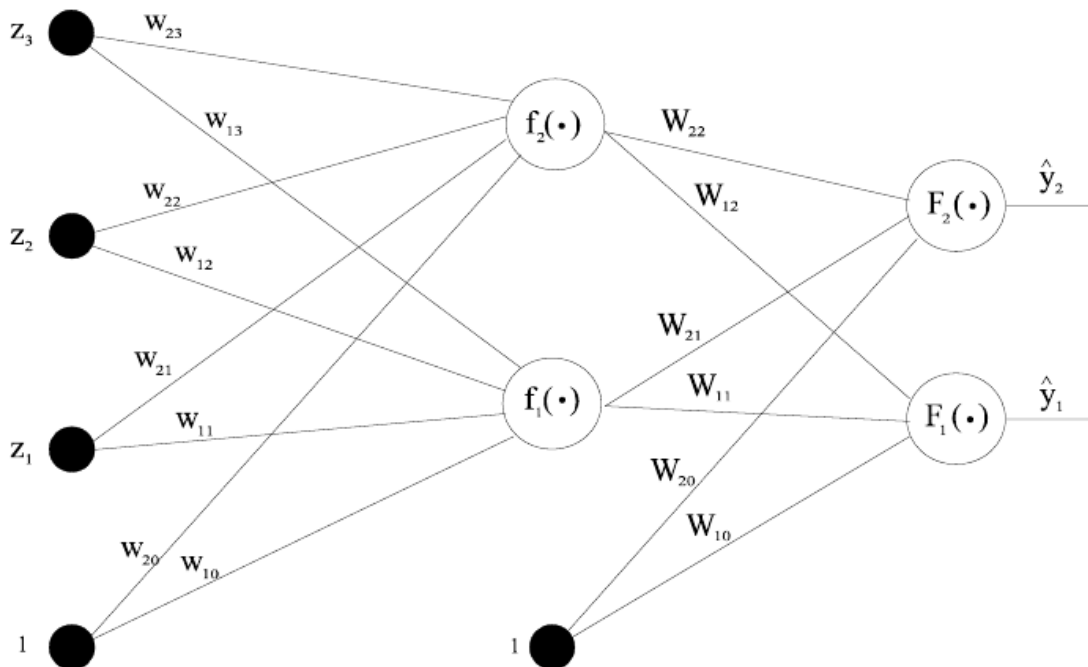 z₃
w₂₃
w₁₃
f₂(•)
W₂₂
ŷ₂
w₂₂
W₁₂
F₂(•)
z₂
w₁₂
W₂₁
w₂₁
W₁₁
ŷ₁
f₁(•)
F₁(•)
w₁₁
z₁
W₂₀
W₁₀
w₂₀
w₁₀
1
1